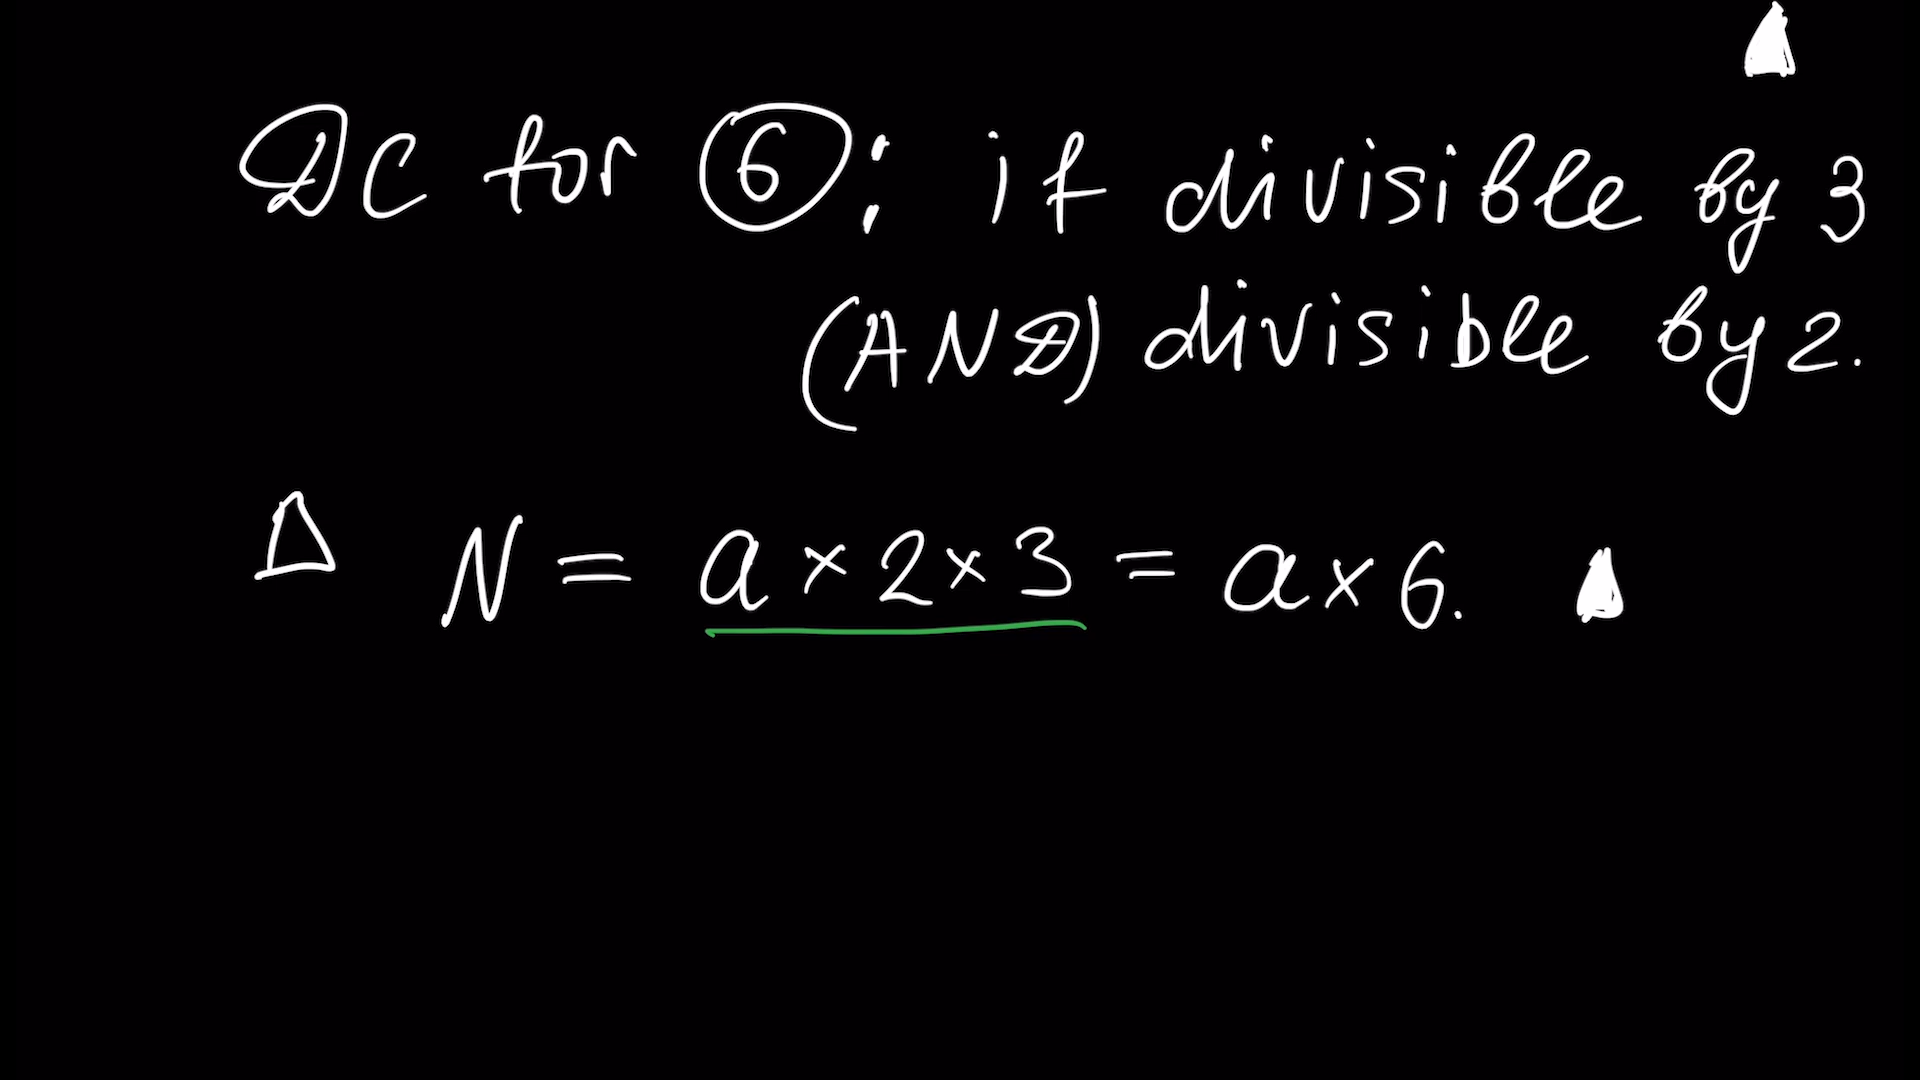 DC for 6: if divisible by 3
(AND) divisible by 2.
Δ N = a × 2 × 3 = a × 6. ▲